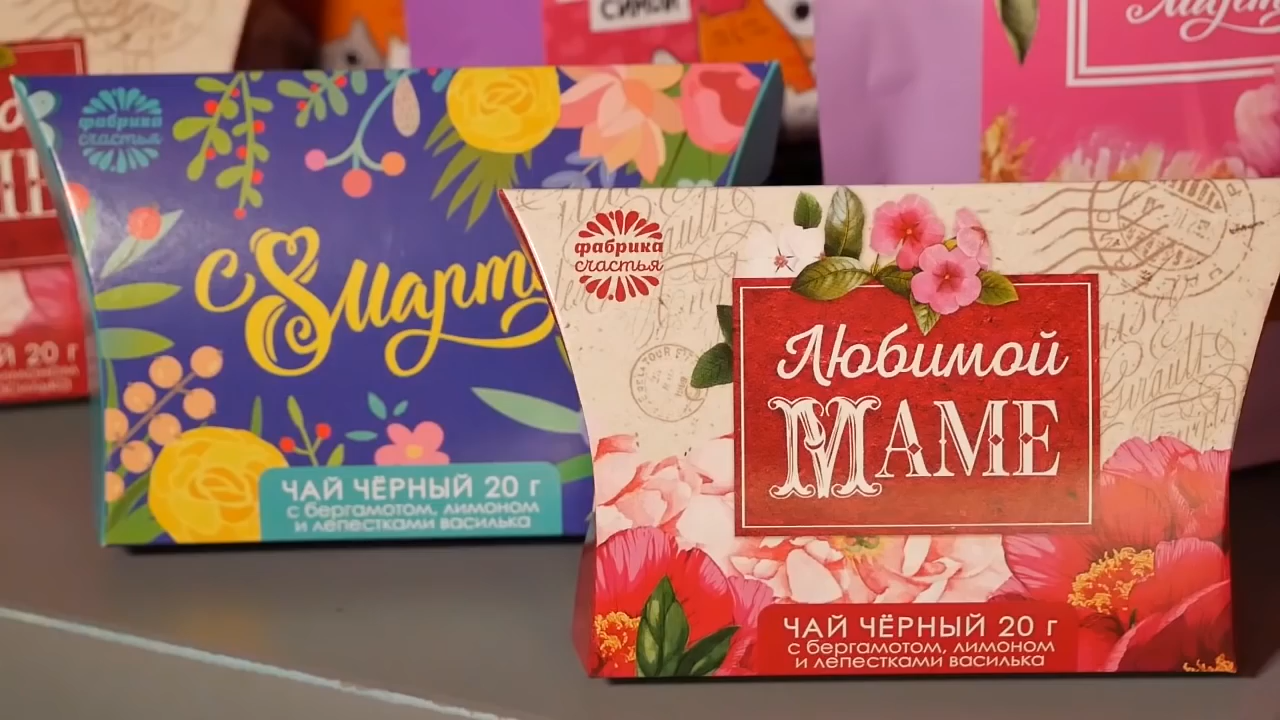 фабрика
счастья
С 8 Марта
ЧАЙ ЧЁРНЫЙ 20 г
с бергамотом, лимоном
и лепестками василька
фабрика
счастья
Любимой
МАМЕ
ЧАЙ ЧЁРНЫЙ 20 г
с бергамотом, лимоном
и лепестками василька
20 г